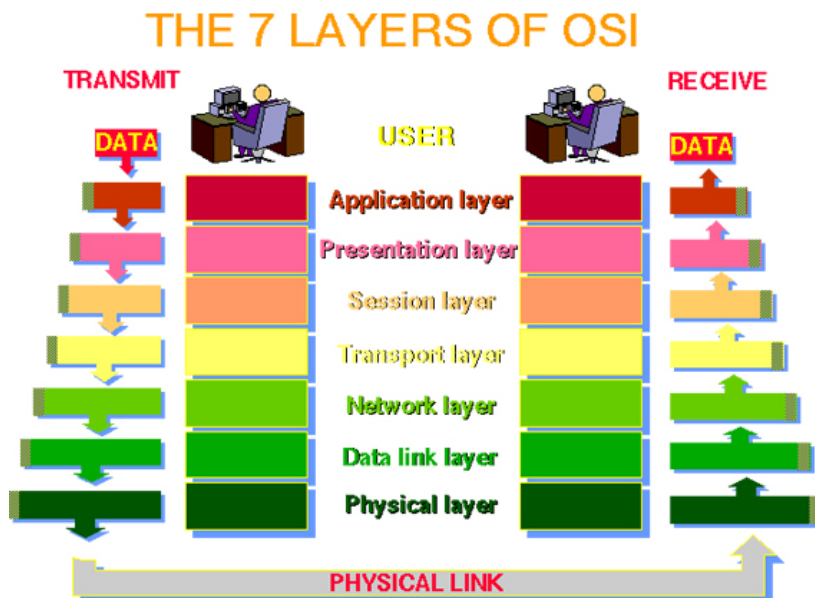 THE 7 LAYERS OF OSI
TRANSMIT
RECEIVE
DATA
USER
DATA
Application layer
Presentation layer
Session layer
Transport layer
Network layer
Data link layer
Physical layer
PHYSICAL LINK